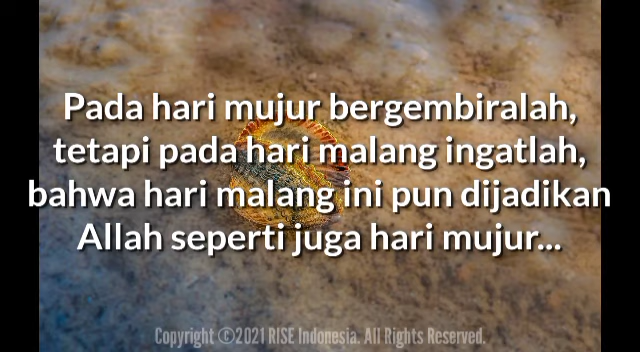 Pada hari mujur bergembiralah,
tetapi pada hari malang ingatlah,
bahwa hari malang ini pun dijadikan
Allah seperti juga hari mujur...
Copyright ©2021 RISE Indonesia. All Rights Reserved.